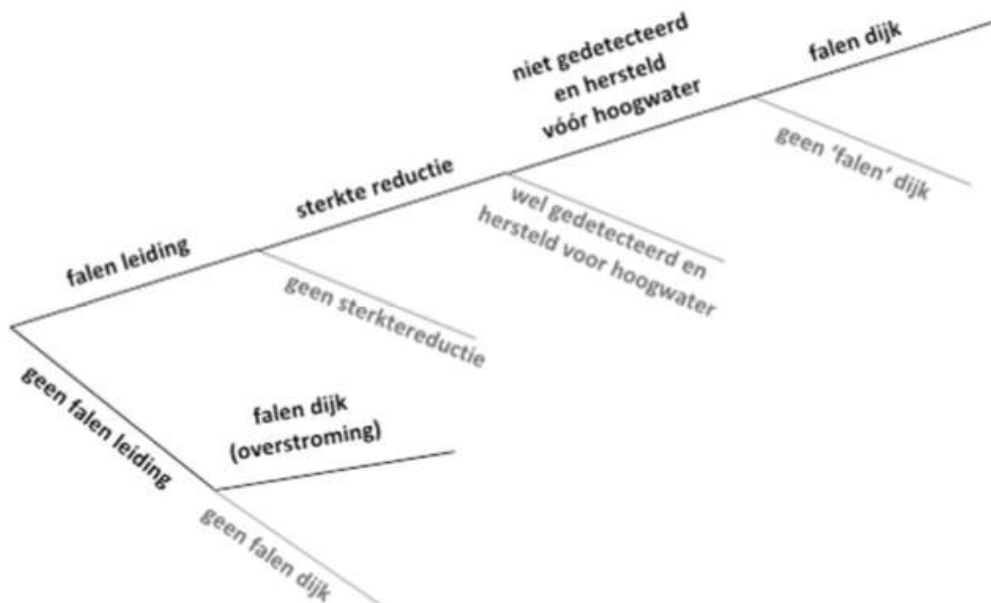 falen leiding
sterkte reductie
niet gedetecteerd
en hersteld
vóór hoogwater
falen dijk
geen ‘falen’ dijk
wel gedetecteerd en
hersteld voor hoogwater
geen sterktereductie
geen falen leiding
falen dijk
(overstroming)
geen falen dijk